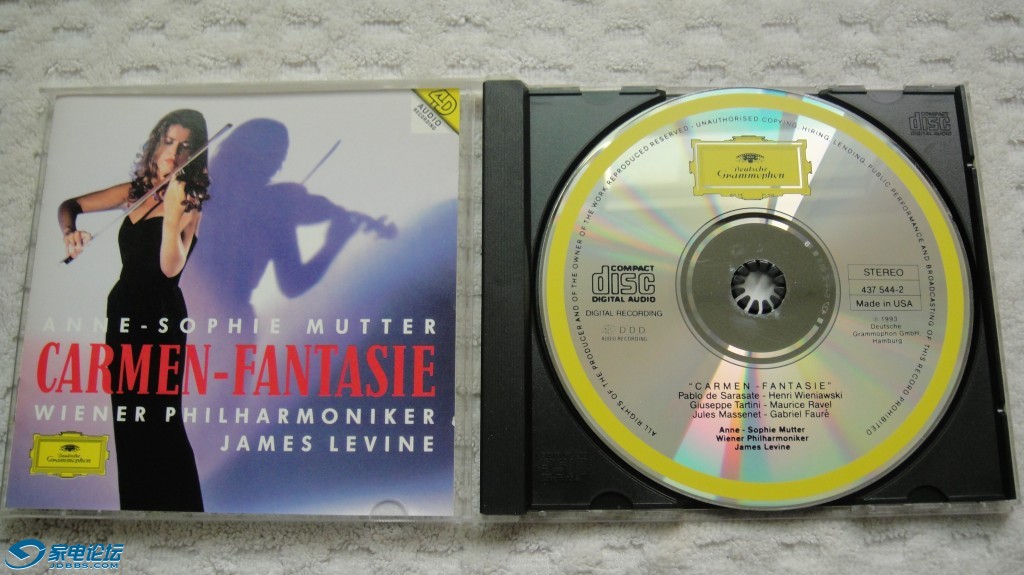 4D
AUDIO
RECORDING
ANNE-SOPHIE MUTTER
CARMEN-FANTASIE
WIENER PHILHARMONIKER
JAMES LEVINE
Deutsche
Grammophon
ALL RIGHTS OF THE PRODUCER AND OF THE OWNER OF THE WORK REPRODUCED RESERVED · UNAUTHORISED COPYING, HIRING, LENDING, PUBLIC PERFORMANCE AND BROADCASTING OF THIS RECORD PROHIBITED
Deutsche
Grammophon
COMPACT
disc
DIGITAL AUDIO
COMPACT
disc
DIGITAL AUDIO
DIGITAL RECORDING
DDD
AUDIO RECORDING
STEREO
437 544-2
Made in USA
℗ 1993
Deutsche
Grammophon GmbH,
Hamburg
"CARMEN-FANTASIE"
Pablo de Sarasate - Henri Wieniawski
Giuseppe Tartini - Maurice Ravel
Jules Massenet - Gabriel Fauré
Anne-Sophie Mutter
Wiener Philharmoniker
James Levine
家电论坛
JDBBS.COM